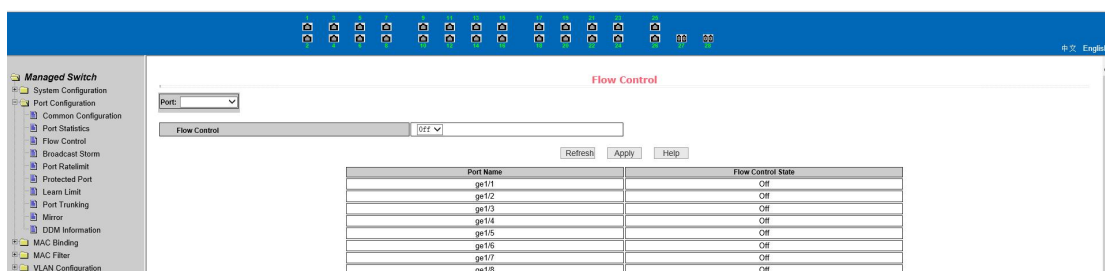 1 3 5 7 9 11 13 15 17 19 21 23 25
2 4 6 8 10 12 14 16 18 20 22 24 26 27 28
中文 English
Managed Switch
System Configuration
Port Configuration
Common Configuration
Port Statistics
Flow Control
Broadcast Storm
Port Ratelimit
Protected Port
Learn Limit
Port Trunking
Mirror
DDM Information
MAC Binding
MAC Filter
VLAN Configuration
Flow Control
Port:
Flow Control Off
Refresh Apply Help
Port Name Flow Control State
ge1/1 Off
ge1/2 Off
ge1/3 Off
ge1/4 Off
ge1/5 Off
ge1/6 Off
ge1/7 Off
ge1/8 Off